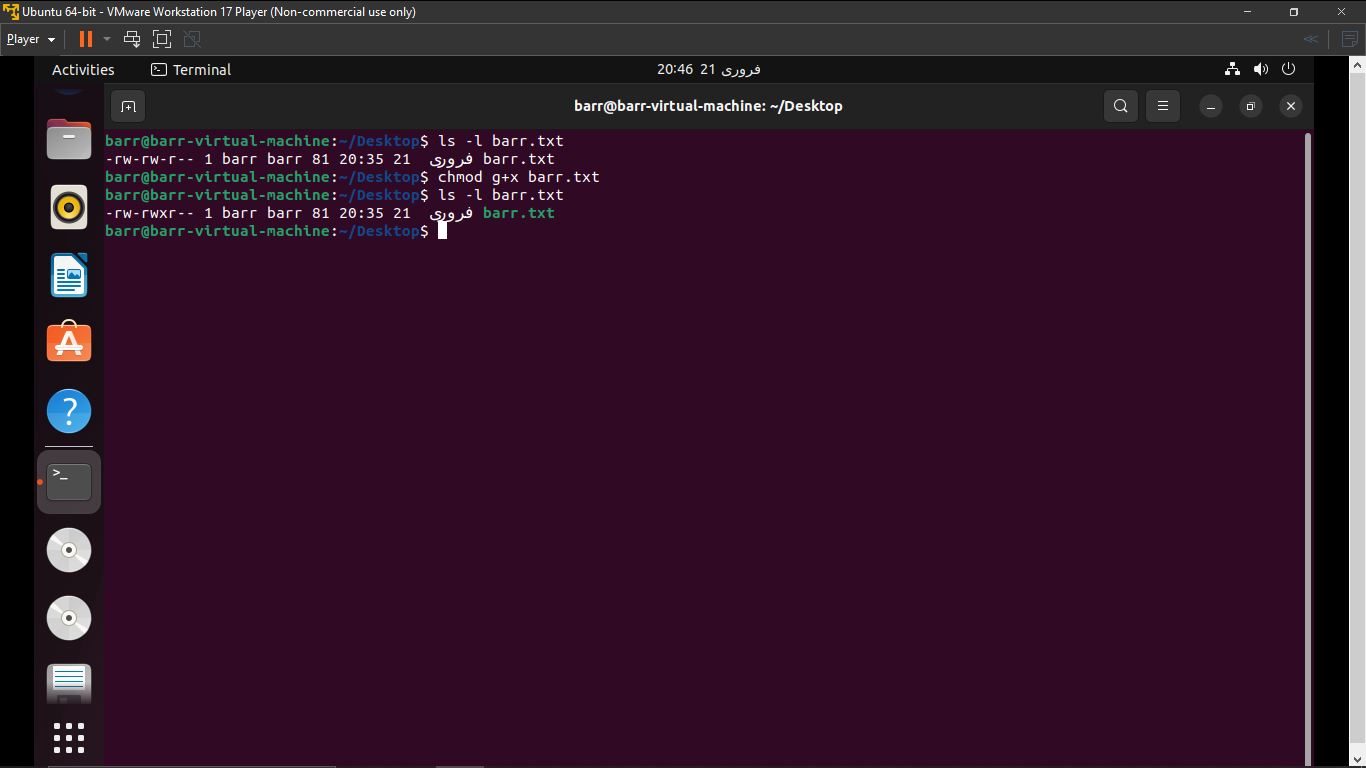 Ubuntu 64-bit - VMware Workstation 17 Player (Non-commercial use only)
Player
Activities
Terminal
20:46 21 فروری
barr@barr-virtual-machine: ~/Desktop
barr@barr-virtual-machine:~/Desktop$ ls -l barr.txt
-rw-rw-r-- 1 barr barr 81 20:35 21 فروری barr.txt
barr@barr-virtual-machine:~/Desktop$ chmod g+x barr.txt
barr@barr-virtual-machine:~/Desktop$ ls -l barr.txt
-rw-rwxr-- 1 barr barr 81 20:35 21 فروری barr.txt
barr@barr-virtual-machine:~/Desktop$